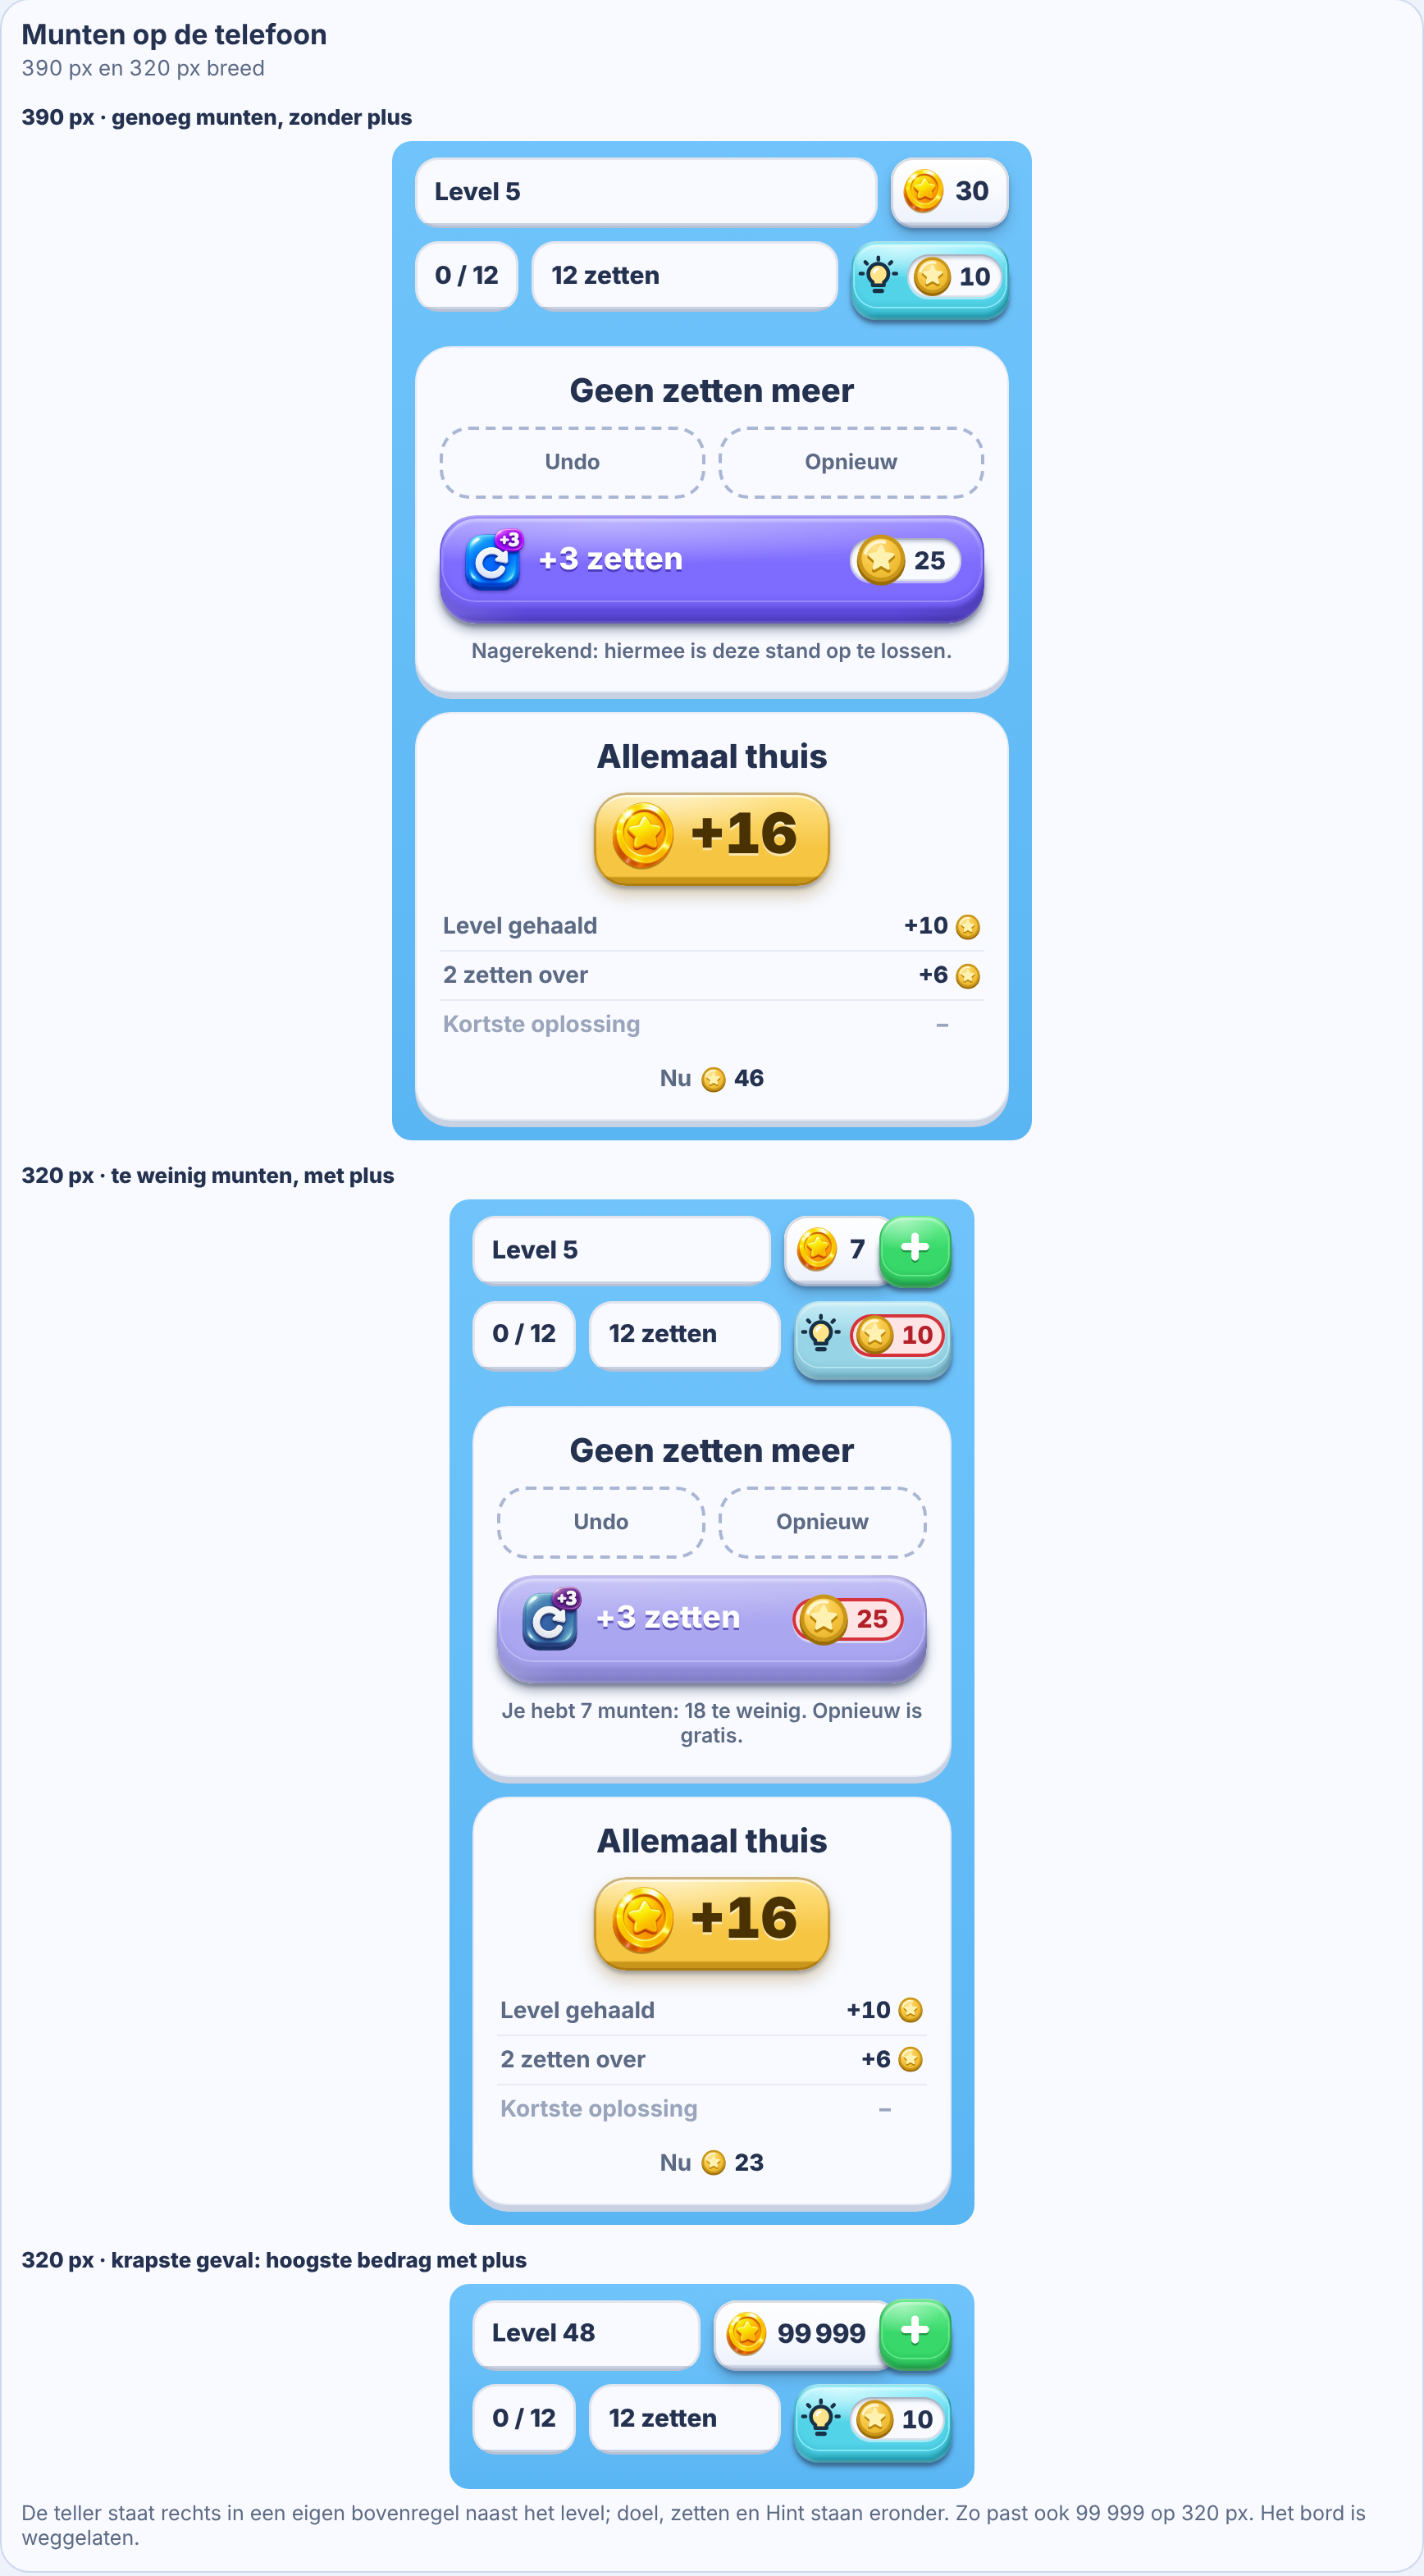 Munten op de telefoon
390 px en 320 px breed
390 px · genoeg munten, zonder plus
Level 5
30
0 / 12
12 zetten
10
Geen zetten meer
Undo
Opnieuw
+3
+3 zetten
25
Nagerekend: hiermee is deze stand op te lossen.
Allemaal thuis
+16
Level gehaald
+10
2 zetten over
+6
Kortste oplossing
–
Nu 46
320 px · te weinig munten, met plus
Level 5
7
+
0 / 12
12 zetten
10
Geen zetten meer
Undo
Opnieuw
+3
+3 zetten
25
Je hebt 7 munten: 18 te weinig. Opnieuw is
gratis.
Allemaal thuis
+16
Level gehaald
+10
2 zetten over
+6
Kortste oplossing
–
Nu 23
320 px · krapste geval: hoogste bedrag met plus
Level 48
99 999
+
0 / 12
12 zetten
10
De teller staat rechts in een eigen bovenregel naast het level; doel, zetten en Hint staan eronder. Zo past ook 99 999 op 320 px. Het bord is
weggelaten.